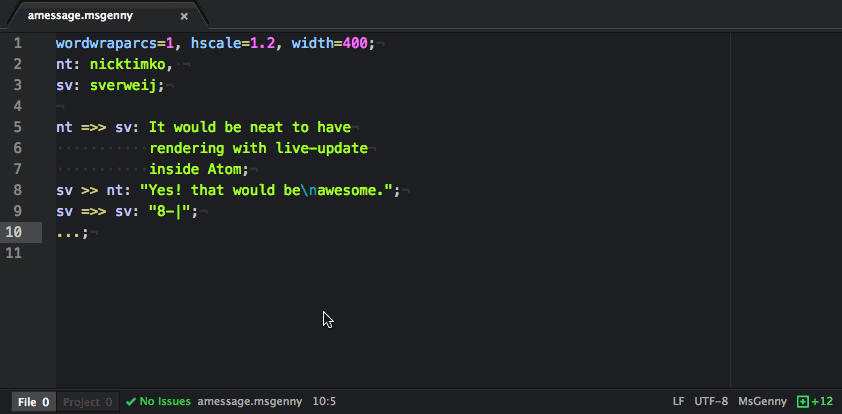 amessage.msgenny ×
1 wordwraparcs=1, hscale=1.2, width=400;¬
2 nt: nicktimko, ·¬
3 sv: sverweij;¬
4 ¬
5 nt =>> sv: It would be neat to have¬
6 ··········· rendering with live-update¬
7 ··········· inside Atom;¬
8 sv >> nt: "Yes! that would be\nawesome.";¬
9 sv =>> sv: "8-|";¬
10 ...;¬
11
File 0 Project 0 ✔ No Issues amessage.msgenny 10:5 LF UTF-8 MsGenny +12